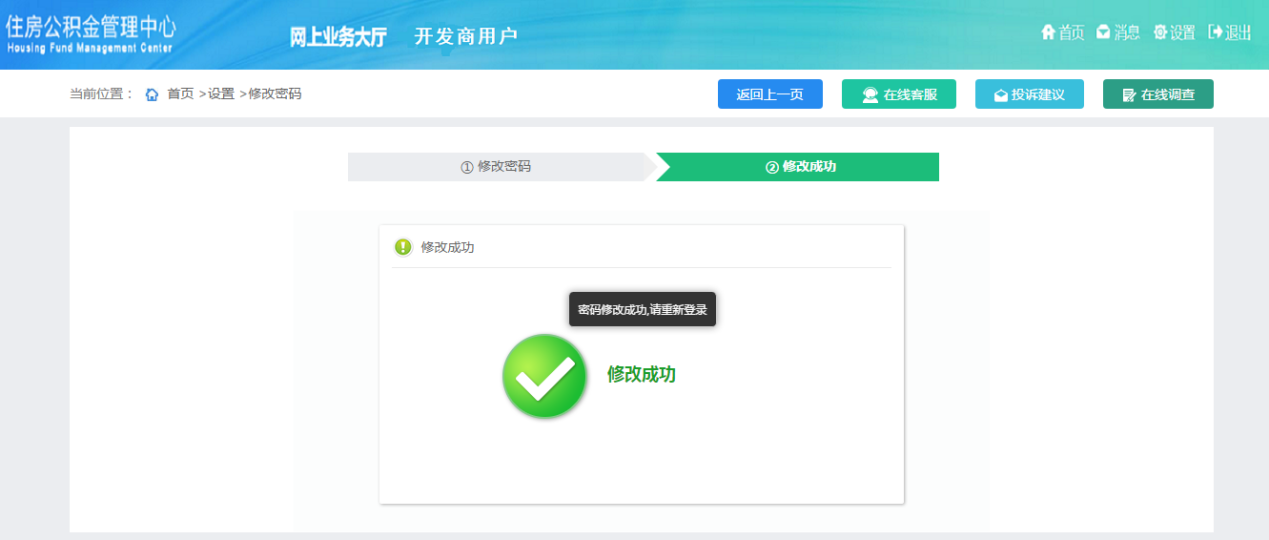 住房公积金管理中心
Housing Fund Management Center
网上业务大厅 开发商用户
首页 消息 设置 退出
当前位置： 首页 >设置 >修改密码
返回上一页 在线客服 投诉建议 在线调查
① 修改密码 ② 修改成功
修改成功
密码修改成功,请重新登录
修改成功